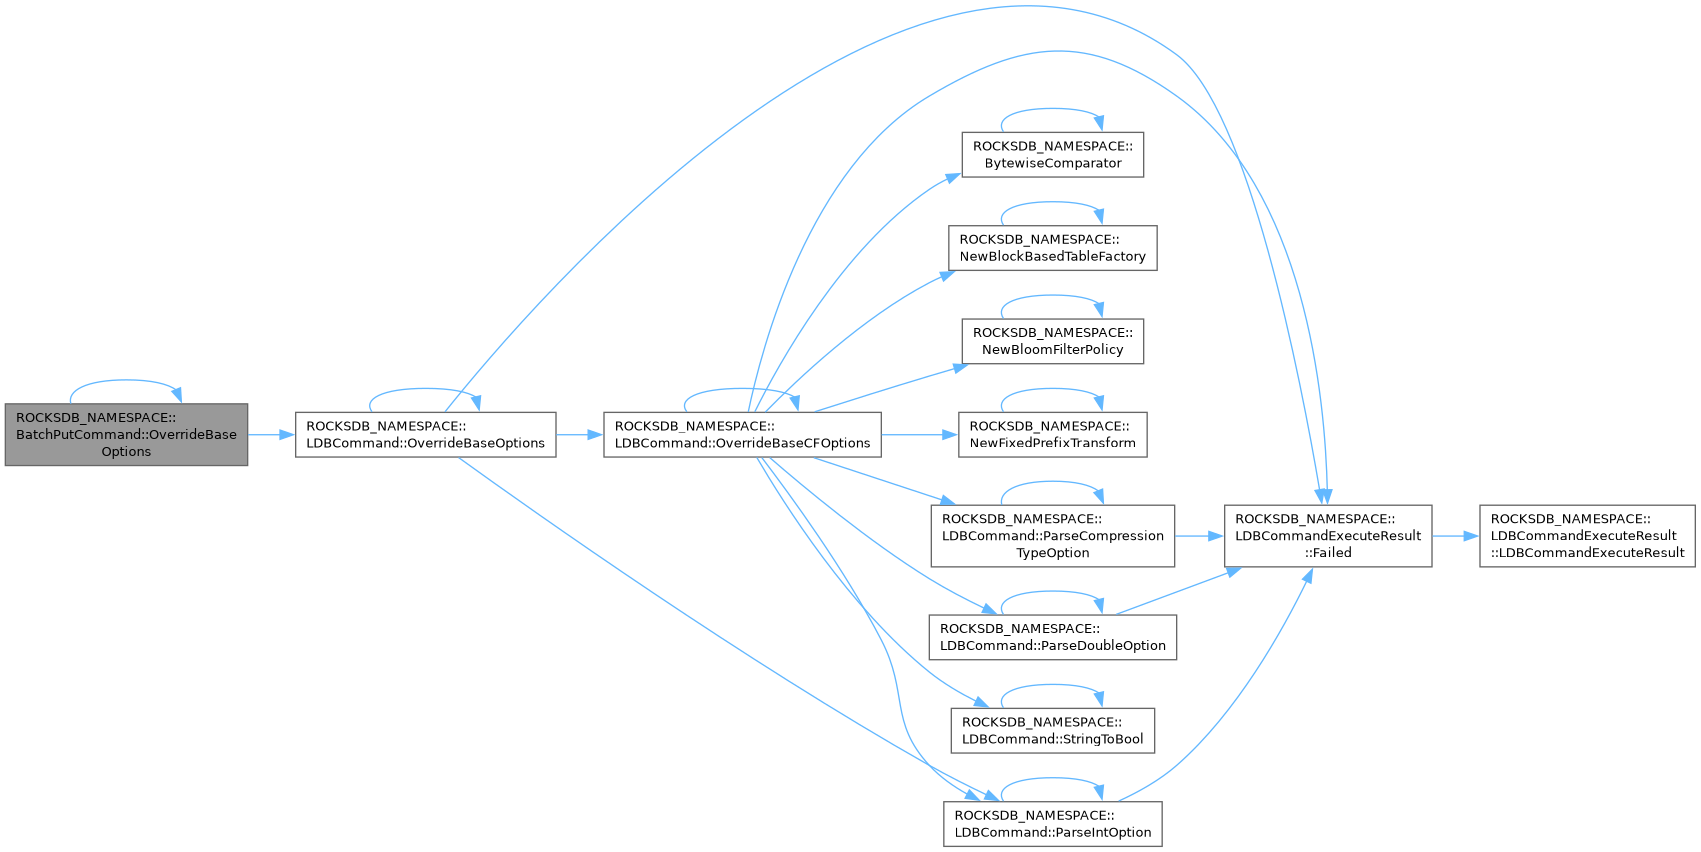 ROCKSDB_NAMESPACE::
BatchPutCommand::OverrideBase
Options
ROCKSDB_NAMESPACE::
LDBCommand::OverrideBaseOptions
ROCKSDB_NAMESPACE::
LDBCommand::OverrideBaseCFOptions
ROCKSDB_NAMESPACE::
BytewiseComparator
ROCKSDB_NAMESPACE::
NewBlockBasedTableFactory
ROCKSDB_NAMESPACE::
NewBloomFilterPolicy
ROCKSDB_NAMESPACE::
NewFixedPrefixTransform
ROCKSDB_NAMESPACE::
LDBCommand::ParseCompression
TypeOption
ROCKSDB_NAMESPACE::
LDBCommand::ParseDoubleOption
ROCKSDB_NAMESPACE::
LDBCommand::StringToBool
ROCKSDB_NAMESPACE::
LDBCommand::ParseIntOption
ROCKSDB_NAMESPACE::
LDBCommandExecuteResult
::Failed
ROCKSDB_NAMESPACE::
LDBCommandExecuteResult
::LDBCommandExecuteResult